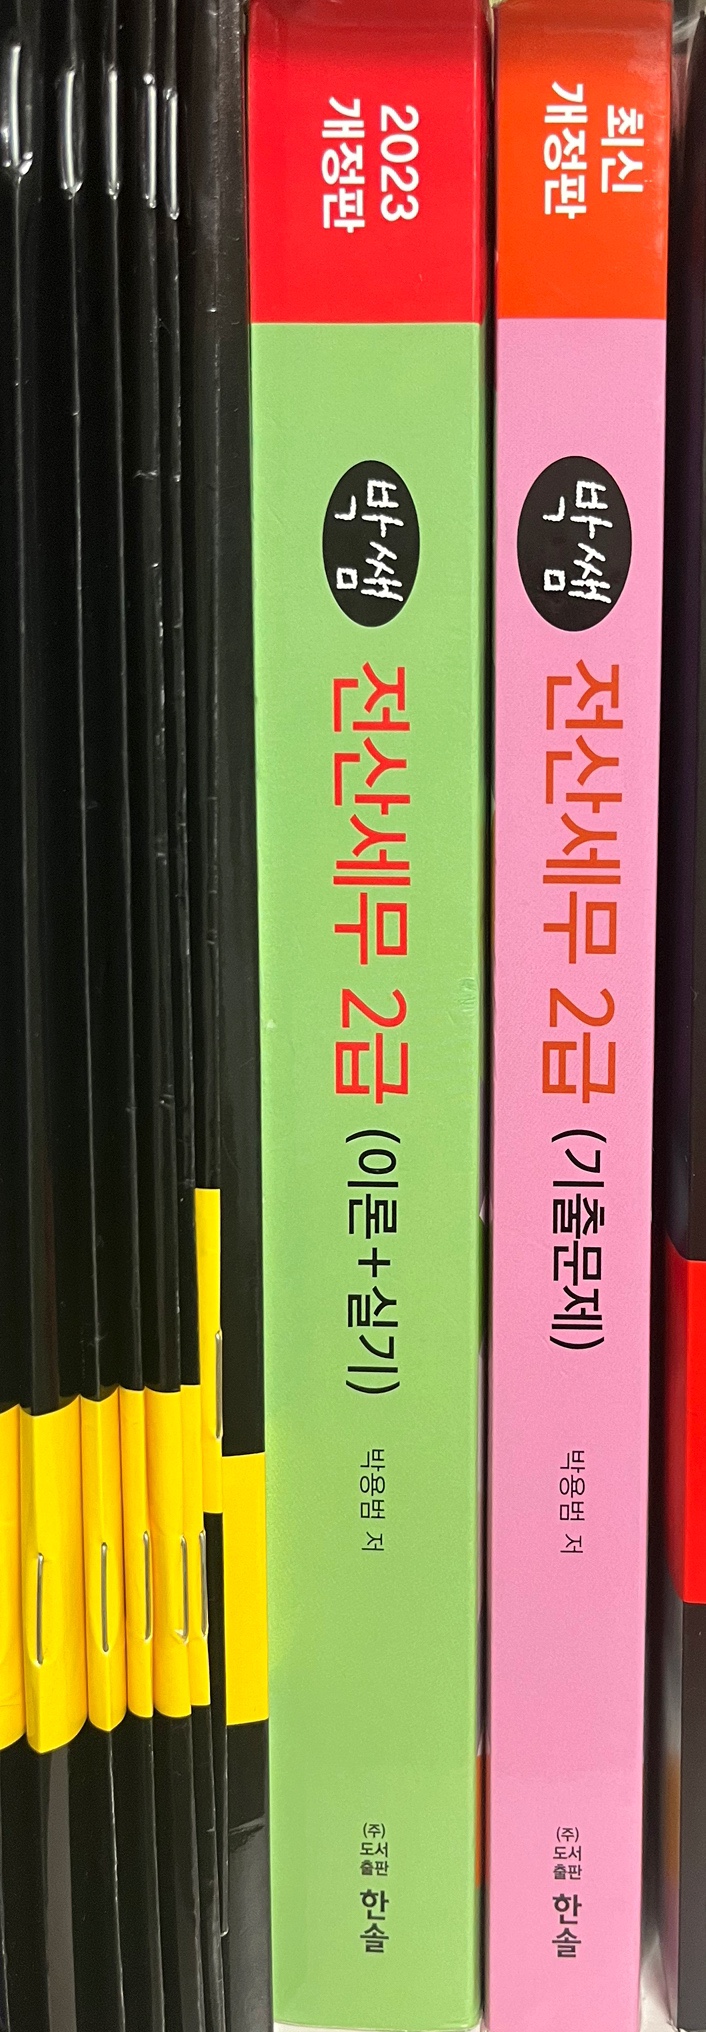 2023
개정판
박쌤
전산세무 2급 (이론+실기)
박용범 저
(주)
도서
출판
한솔
최신
개정판
박쌤
전산세무 2급 (기출문제)
박용범 저
(주)
도서
출판
한솔